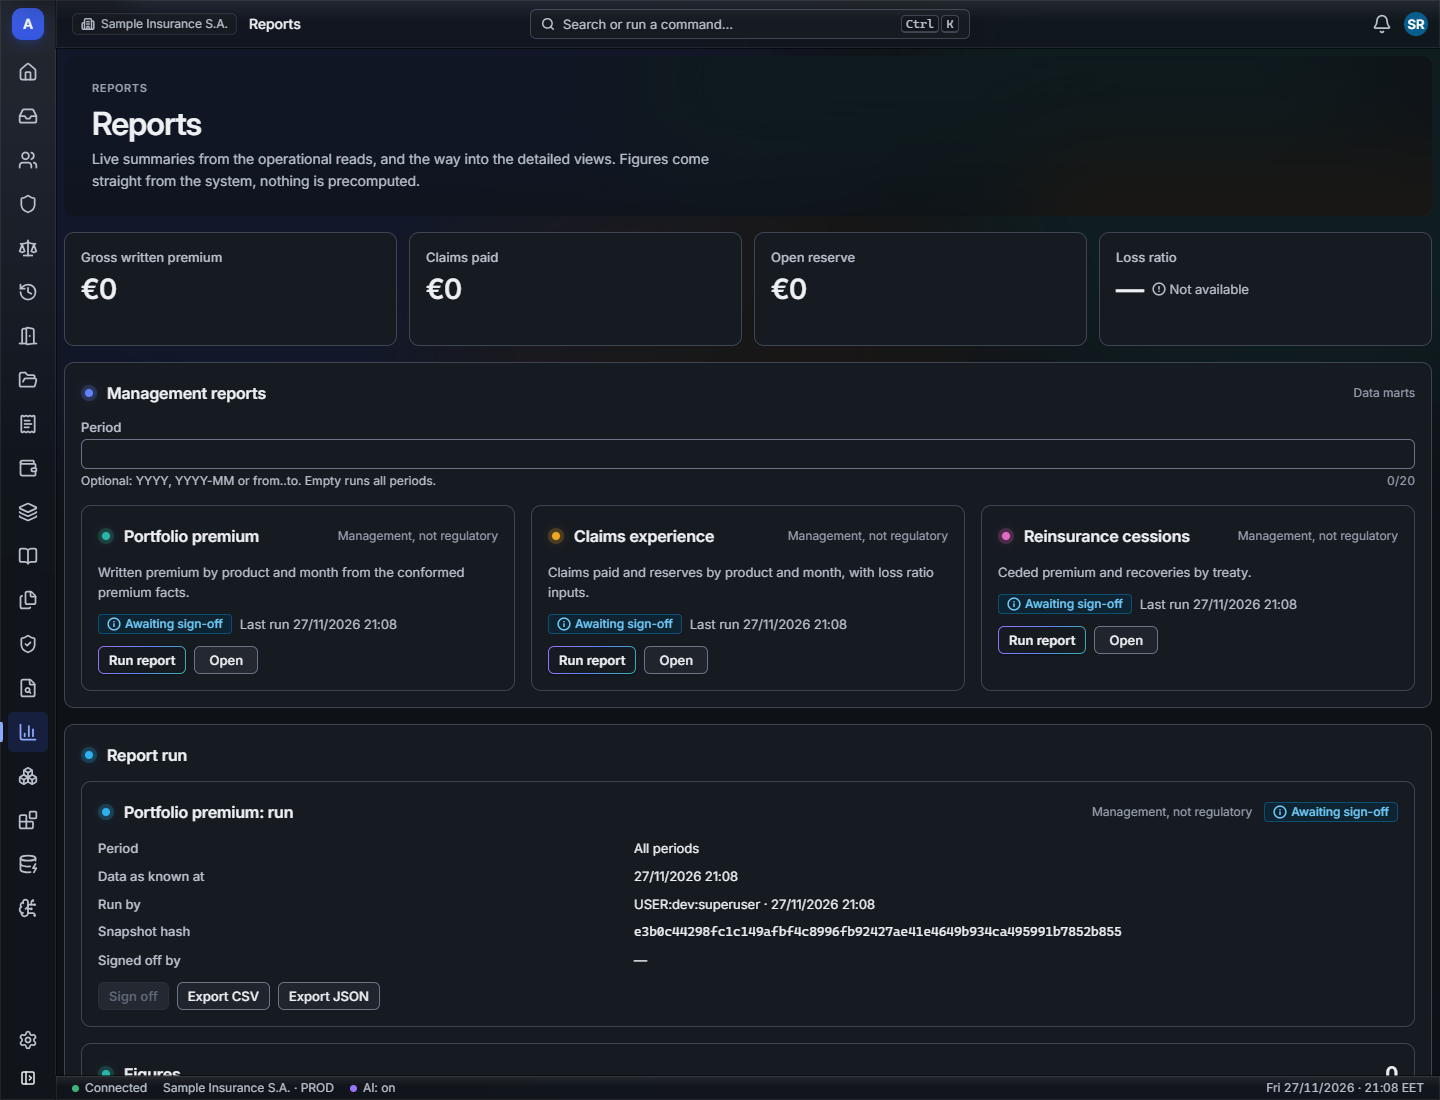 A
Sample Insurance S.A.
Reports
Search or run a command...
Ctrl K
SR
REPORTS
Reports
Live summaries from the operational reads, and the way into the detailed views. Figures come
straight from the system, nothing is precomputed.
Gross written premium
€0
Claims paid
€0
Open reserve
€0
Loss ratio
— Not available
Management reports
Data marts
Period
Optional: YYYY, YYYY-MM or from..to. Empty runs all periods.
0/20
Portfolio premium
Management, not regulatory
Written premium by product and month from the conformed
premium facts.
Awaiting sign-off
Last run 27/11/2026 21:08
Run report
Open
Claims experience
Management, not regulatory
Claims paid and reserves by product and month, with loss ratio
inputs.
Awaiting sign-off
Last run 27/11/2026 21:08
Run report
Open
Reinsurance cessions
Management, not regulatory
Ceded premium and recoveries by treaty.
Awaiting sign-off
Last run 27/11/2026 21:08
Run report
Open
Report run
Portfolio premium: run
Management, not regulatory
Awaiting sign-off
Period
All periods
Data as known at
27/11/2026 21:08
Run by
USER:dev:superuser · 27/11/2026 21:08
Snapshot hash
e3b0c44298fc1c149afbf4c8996fb92427ae41e4649b934ca495991b7852b855
Signed off by
—
Sign off
Export CSV
Export JSON
Figures
0
Connected
Sample Insurance S.A. · PROD
AI: on
Fri 27/11/2026 · 21:08 EET